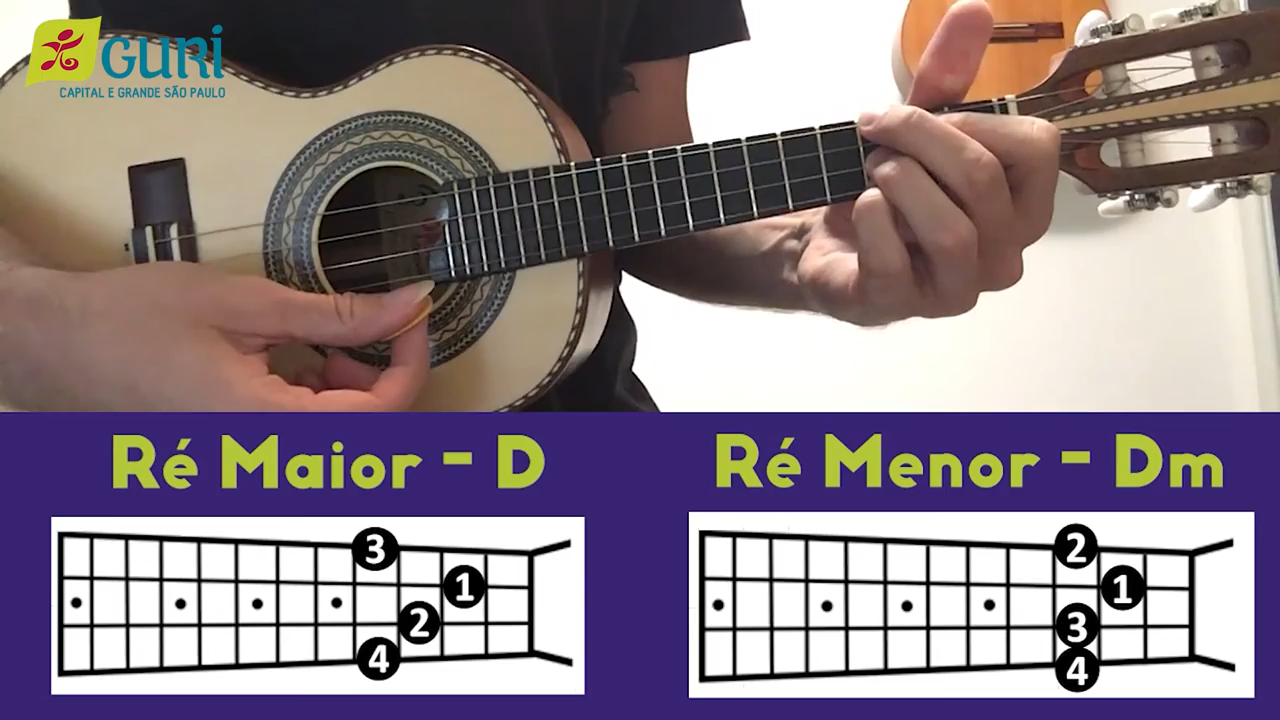 GURI
CAPITAL E GRANDE SÃO PAULO
Ré Maior - D
Ré Menor - Dm
3
1
2
4
2
1
3
4